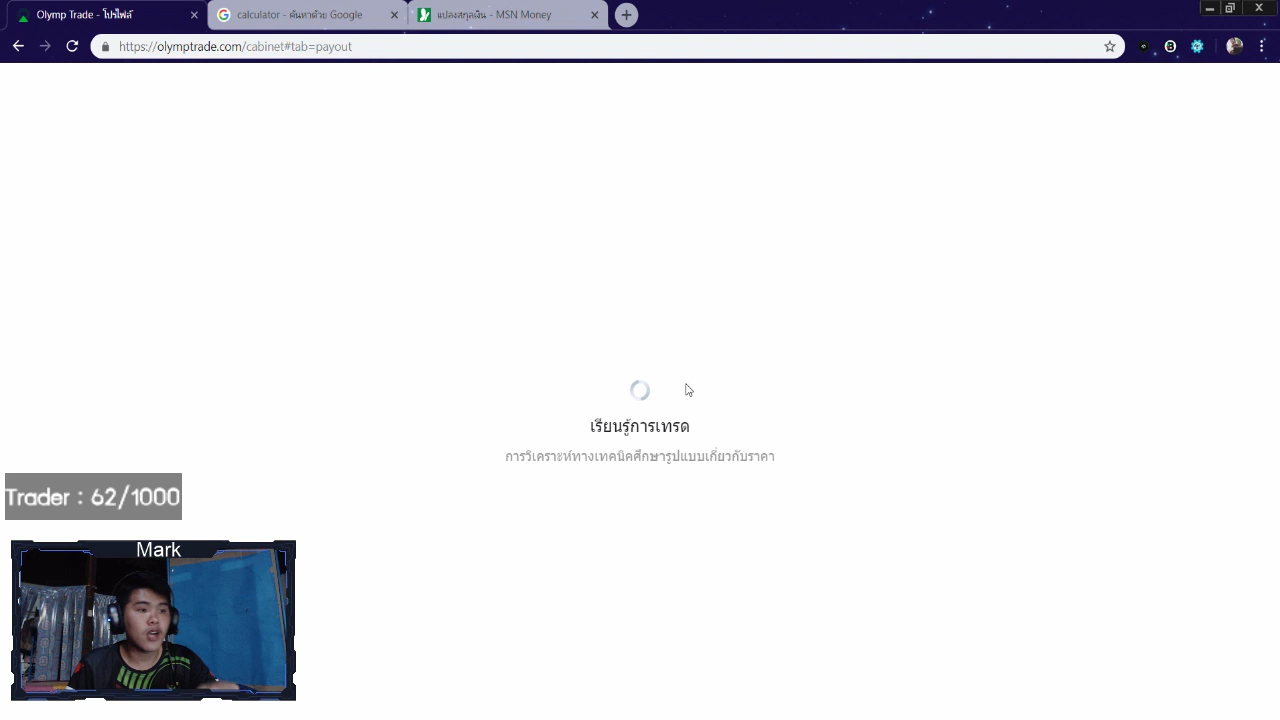 Olymp Trade - โปรไฟล์
calculator - ค้นหาด้วย Google
แปลงสกุลเงิน - MSN Money
https://olymptrade.com/cabinet#tab=payout
เรียนรู้การเทรด
การวิเคราะห์ทางเทคนิคศึกษารูปแบบเกี่ยวกับราคา
Trader : 62/1000
Mark